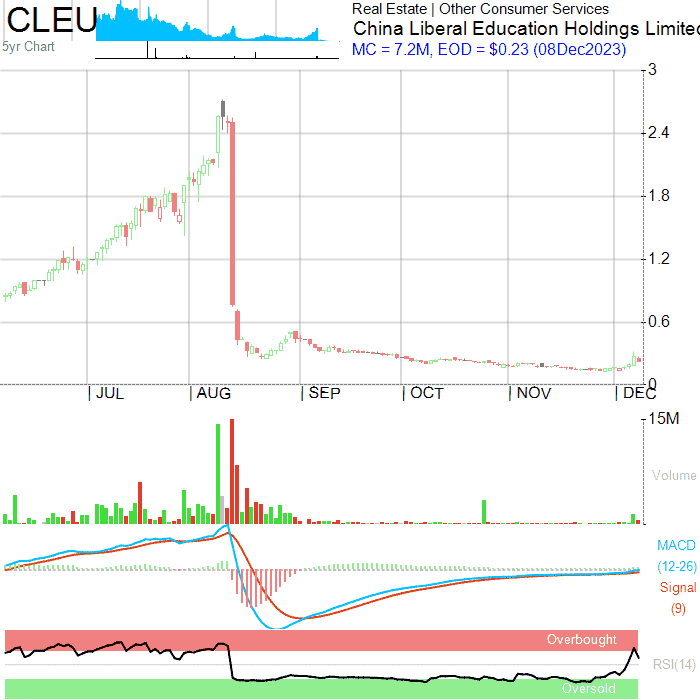 CLEU
5yr Chart
Real Estate | Other Consumer Services
China Liberal Education Holdings Limited
MC = 7.2M, EOD = $0.23 (08Dec2023)
3
2.4
1.8
1.2
0.6
0
JUL
AUG
SEP
OCT
NOV
DEC
15M
Volume
MACD
(12-26)
Signal
(9)
Overbought
RSI(14)
Oversold